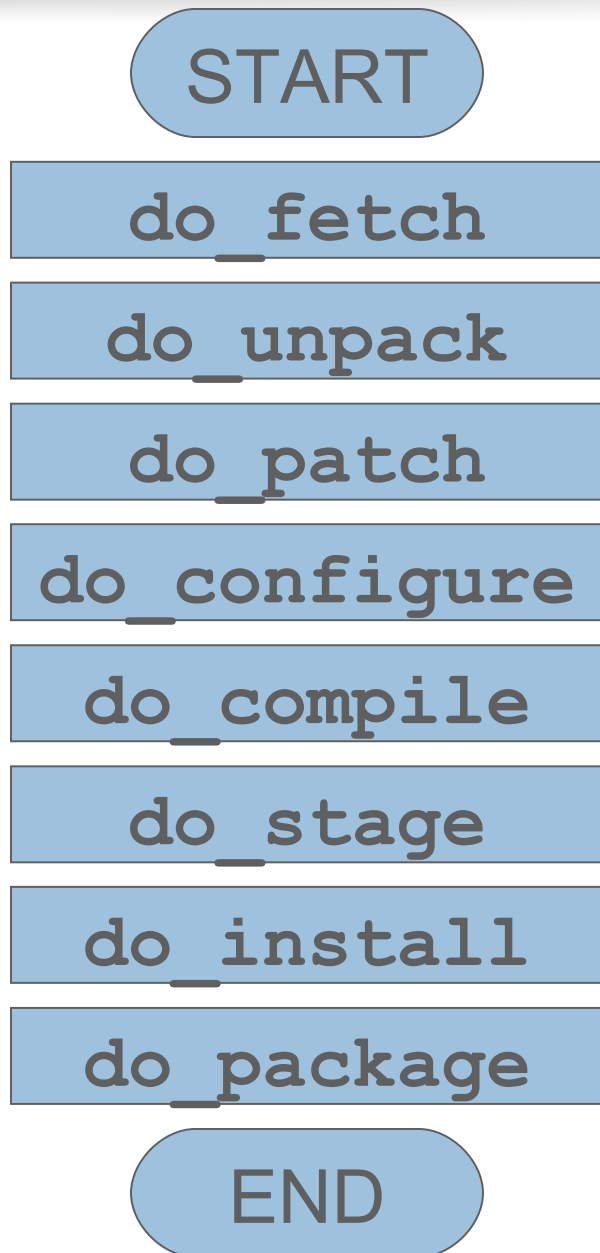 START
do_fetch
do_unpack
do_patch
do_configure
do_compile
do_stage
do_install
do_package
END